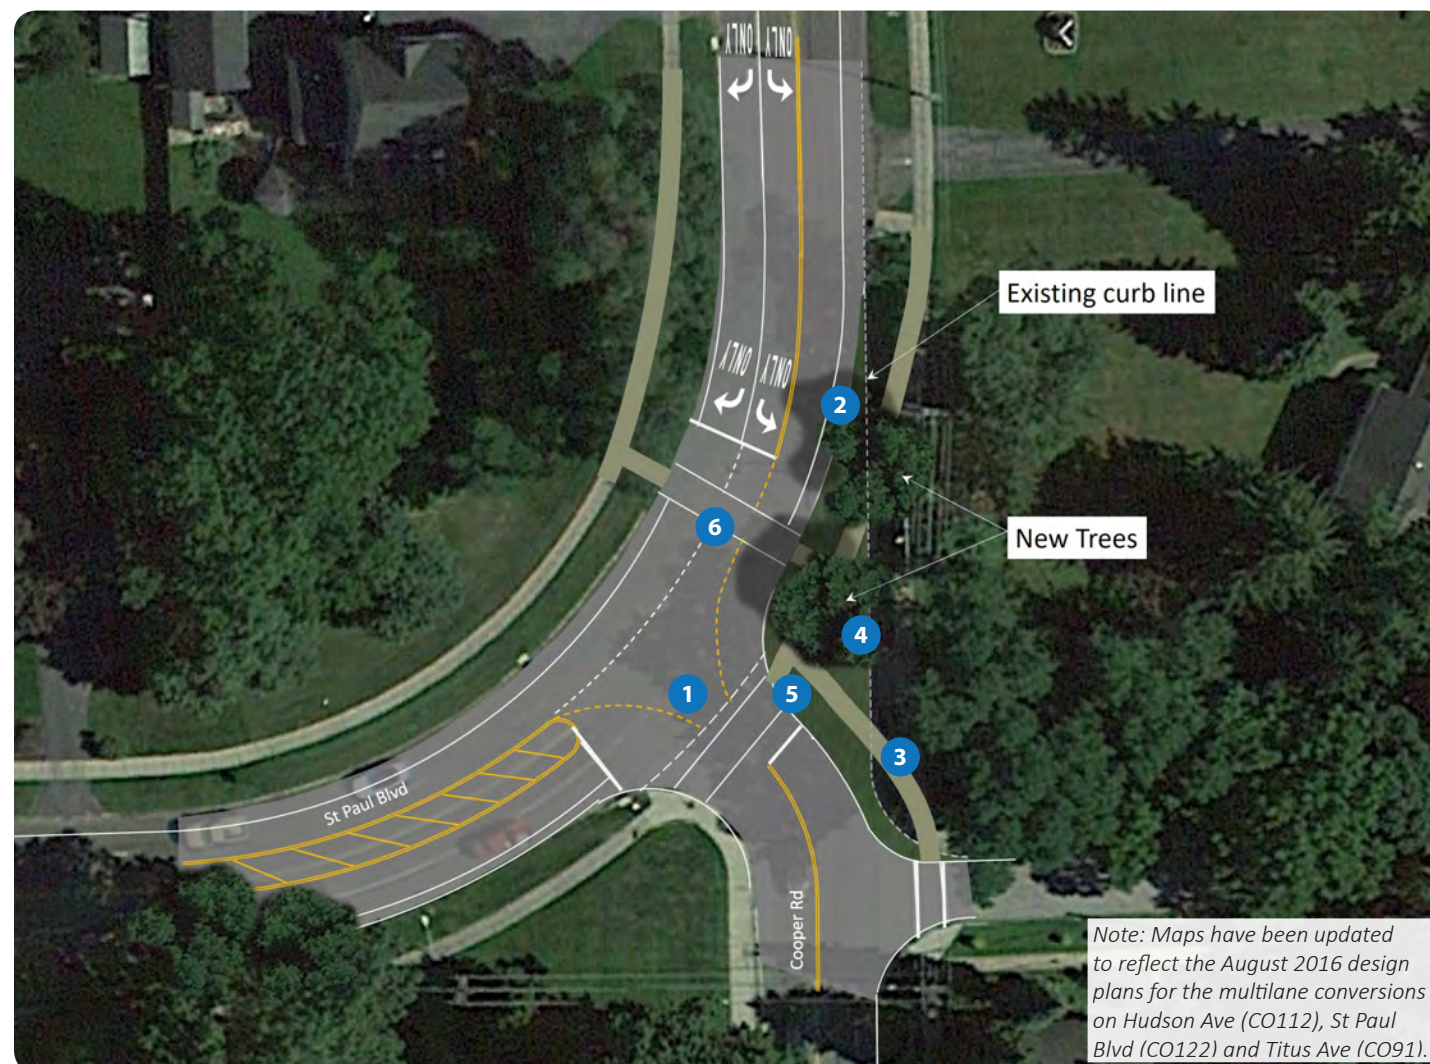 ONLY ONLY
Existing curb line
ONLY ONLY
2
New Trees
6
4
1
5
3
St Paul Blvd
Cooper Rd
Note: Maps have been updated
to reflect the August 2016 design
plans for the multilane conversions
on Hudson Ave (CO112), St Paul
Blvd (CO122) and Titus Ave (CO91).